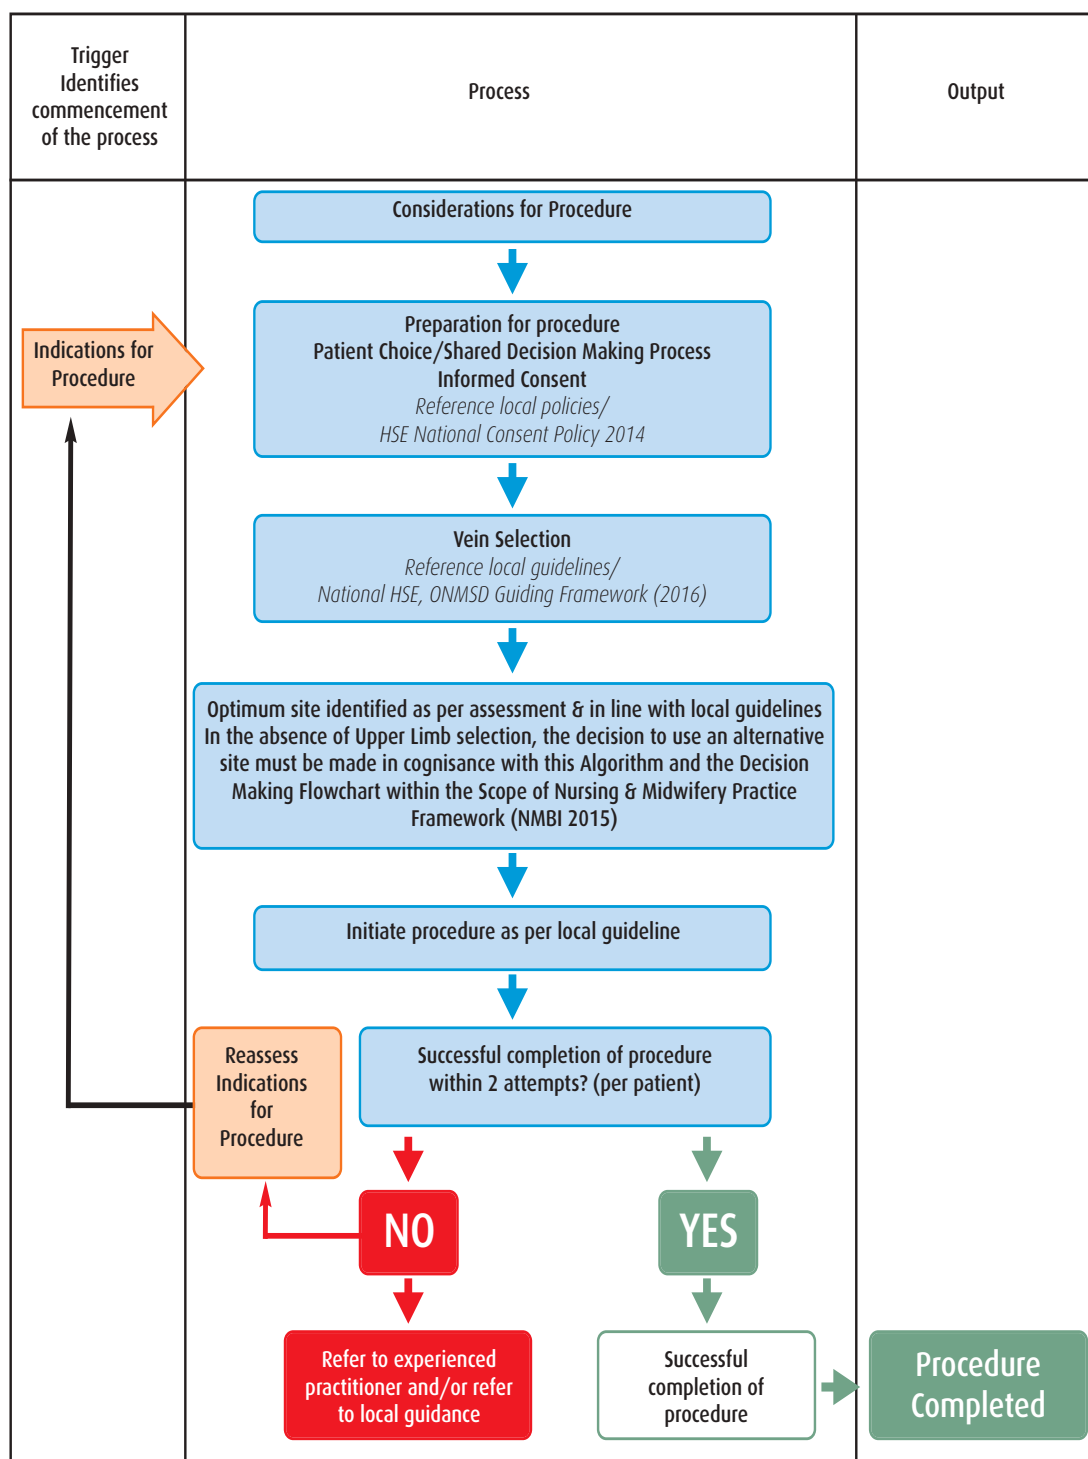 Trigger
Identifies
commencement
of the process
Process
Output
Considerations for Procedure
Indications for
Procedure
Preparation for procedure
Patient Choice/Shared Decision Making Process
Informed Consent
Reference local policies/
HSE National Consent Policy 2014
Vein Selection
Reference local guidelines/
National HSE, ONMSD Guiding Framework (2016)
Optimum site identified as per assessment & in line with local guidelines
In the absence of Upper Limb selection, the decision to use an alternative
site must be made in cognisance with this Algorithm and the Decision
Making Flowchart within the Scope of Nursing & Midwifery Practice
Framework (NMBI 2015)
Initiate procedure as per local guideline
Reassess
Indications
for
Procedure
Successful completion of procedure
within 2 attempts? (per patient)
NO
YES
Refer to experienced
practitioner and/or refer
to local guidance
Successful
completion of
procedure
Procedure
Completed